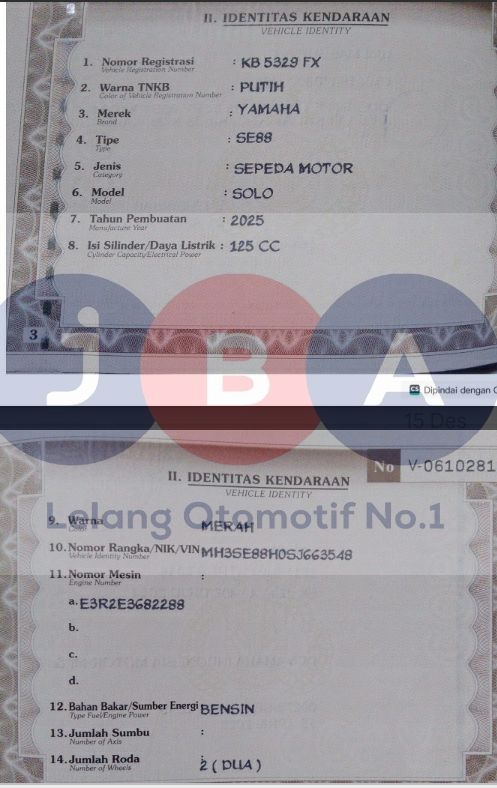 II. IDENTITAS KENDARAAN
VEHICLE IDENTITY
1. Nomor Registrasi : KB 5329 FX
Vehicle Registration Number
2. Warna TNKB : PUTIH
Color of Vehicle Registration Number
3. Merek : YAMAHA
Brand
4. Tipe : SE88
Type
5. Jenis : SEPEDA MOTOR
Category
6. Model : SOLO
Model
7. Tahun Pembuatan : 2025
Manufacture Year
8. Isi Silinder/Daya Listrik : 125 CC
Cylinder Capacity/Electrical Power
3
JBA
CS Dipindai dengan
15 Des
No V-0610281
II. IDENTITAS KENDARAAN
VEHICLE IDENTITY
9. Warna MERAH
Lelang Otomotif No.1
10. Nomor Rangka/NIK/VIN MH3SE88H0SJ663548
Vehicle Identity Number
11. Nomor Mesin :
Engine Number
a. E3R2E3682288
b.
c.
d.
12. Bahan Bakar/Sumber Energi BENSIN
Type Fuel/Engine Power
13. Jumlah Sumbu :
Number of Axis
14. Jumlah Roda : 2 ( DUA )
Number of Wheels